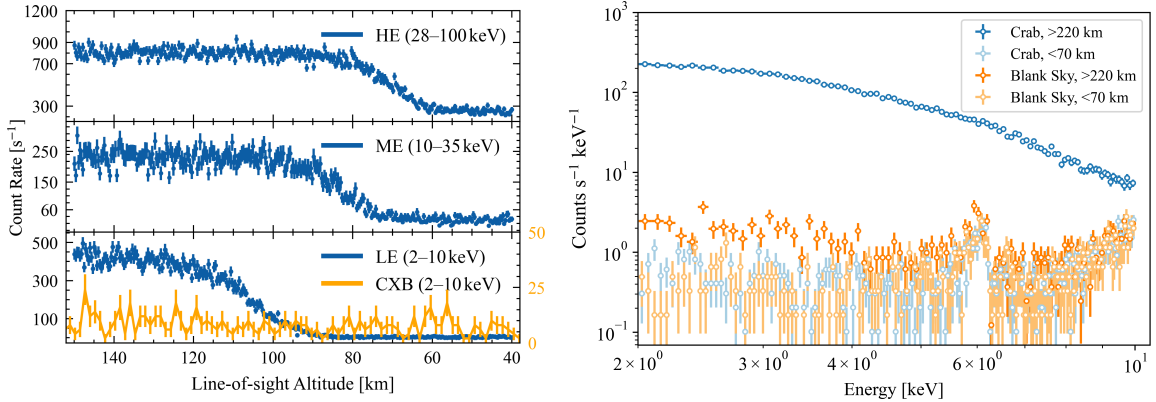 1200
900
700
300
HE (28–100 keV)
250
150
60
ME (10–35 keV)
Count Rate [s⁻¹]
500
300
100
50
25
0
LE (2–10 keV)
CXB (2–10 keV)
140 120 100 80 60 40
Line-of-sight Altitude [km]
10³
10²
10¹
10⁰
10⁻¹
Counts s⁻¹ keV⁻¹
Crab, >220 km
Crab, <70 km
Blank Sky, >220 km
Blank Sky, <70 km
2 × 10⁰ 3 × 10⁰ 4 × 10⁰ 6 × 10⁰ 10¹
Energy [keV]